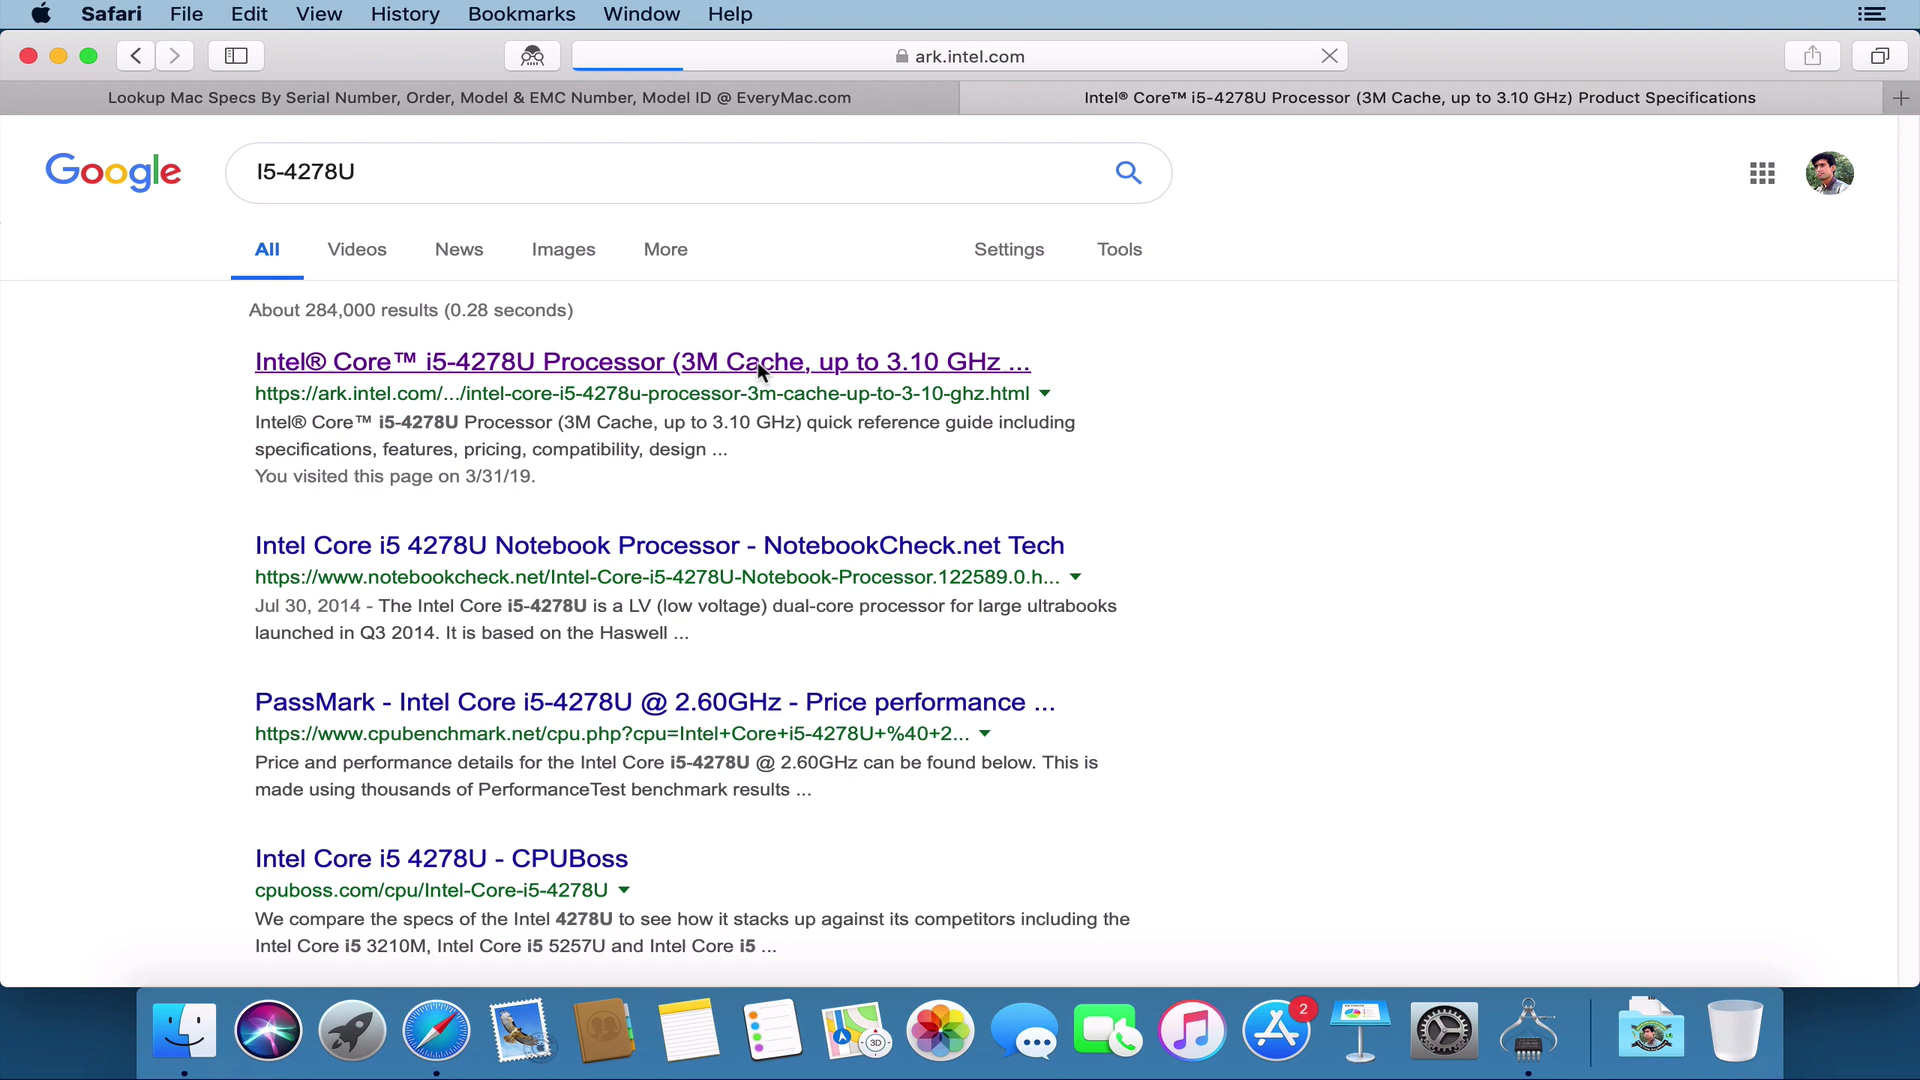 Safari File Edit View History Bookmarks Window Help
ark.intel.com
Lookup Mac Specs By Serial Number, Order, Model & EMC Number, Model ID @ EveryMac.com
Intel® Core™ i5-4278U Processor (3M Cache, up to 3.10 GHz) Product Specifications
Google
I5-4278U
All Videos News Images More Settings Tools
About 284,000 results (0.28 seconds)
Intel® Core™ i5-4278U Processor (3M Cache, up to 3.10 GHz ...
https://ark.intel.com/.../intel-core-i5-4278u-processor-3m-cache-up-to-3-10-ghz.html
Intel® Core™ i5-4278U Processor (3M Cache, up to 3.10 GHz) quick reference guide including
specifications, features, pricing, compatibility, design ...
You visited this page on 3/31/19.
Intel Core i5 4278U Notebook Processor - NotebookCheck.net Tech
https://www.notebookcheck.net/Intel-Core-i5-4278U-Notebook-Processor.122589.0.h...
Jul 30, 2014 - The Intel Core i5-4278U is a LV (low voltage) dual-core processor for large ultrabooks
launched in Q3 2014. It is based on the Haswell ...
PassMark - Intel Core i5-4278U @ 2.60GHz - Price performance ...
https://www.cpubenchmark.net/cpu.php?cpu=Intel+Core+i5-4278U+%40+2...
Price and performance details for the Intel Core i5-4278U @ 2.60GHz can be found below. This is
made using thousands of PerformanceTest benchmark results ...
Intel Core i5 4278U - CPUBoss
cpuboss.com/cpu/Intel-Core-i5-4278U
We compare the specs of the Intel 4278U to see how it stacks up against its competitors including the
Intel Core i5 3210M, Intel Core i5 5257U and Intel Core i5 ...
3D
2